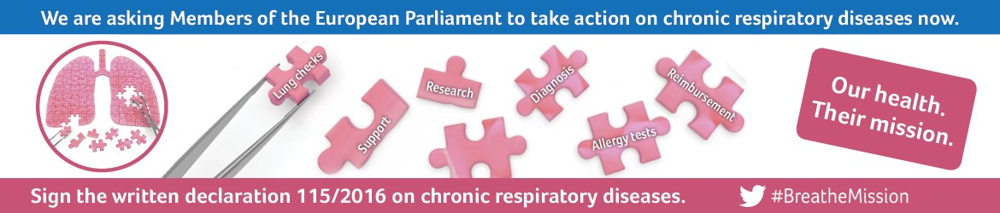 We are asking Members of the European Parliament to take action on chronic respiratory diseases now.
Lung checks
Support
Research
Diagnosis
Allergy tests
Reimbursement
Our health.
Their mission.
Sign the written declaration 115/2016 on chronic respiratory diseases.
#BreatheMission